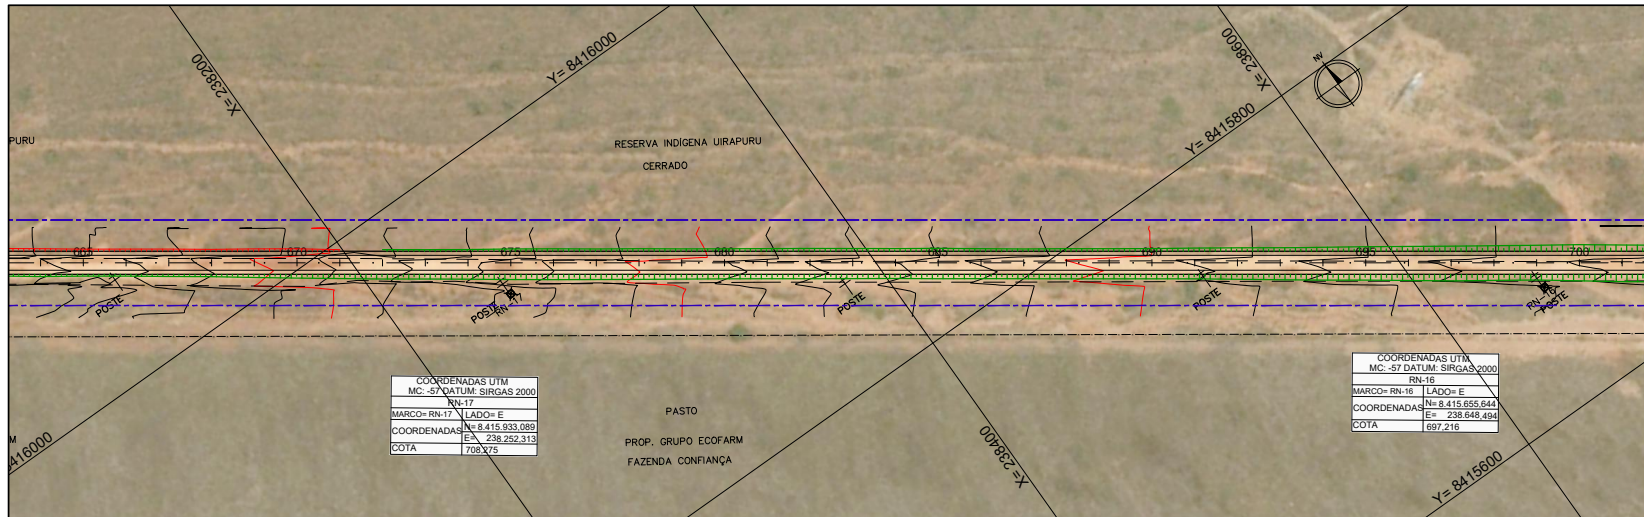 X= 238200
Y= 8416000
X= 238600
NV
Y= 8415800
PURU
RESERVA INDÍGENA UIRAPURU
CERRADO
665
670
675
680
685
690
695
700
POSTE
POSTE
RN -17
POSTE
POSTE
RN-16
POSTE
COORDENADAS UTM
MC: -57 DATUM: SIRGAS 2000
RN-17
MARCO= RN-17 LADO= E
COORDENADAS N= 8.415.933,089
E= 238.252,313
COTA 708,275
PASTO
PROP. GRUPO ECOFARM
FAZENDA CONFIANÇA
COORDENADAS UTM
MC: -57 DATUM: SIRGAS 2000
RN-16
MARCO= RN-16 LADO= E
COORDENADAS N= 8.415.655,644
E= 238.648,494
COTA 697,216
M
8416000
X= 238400
Y= 8415600